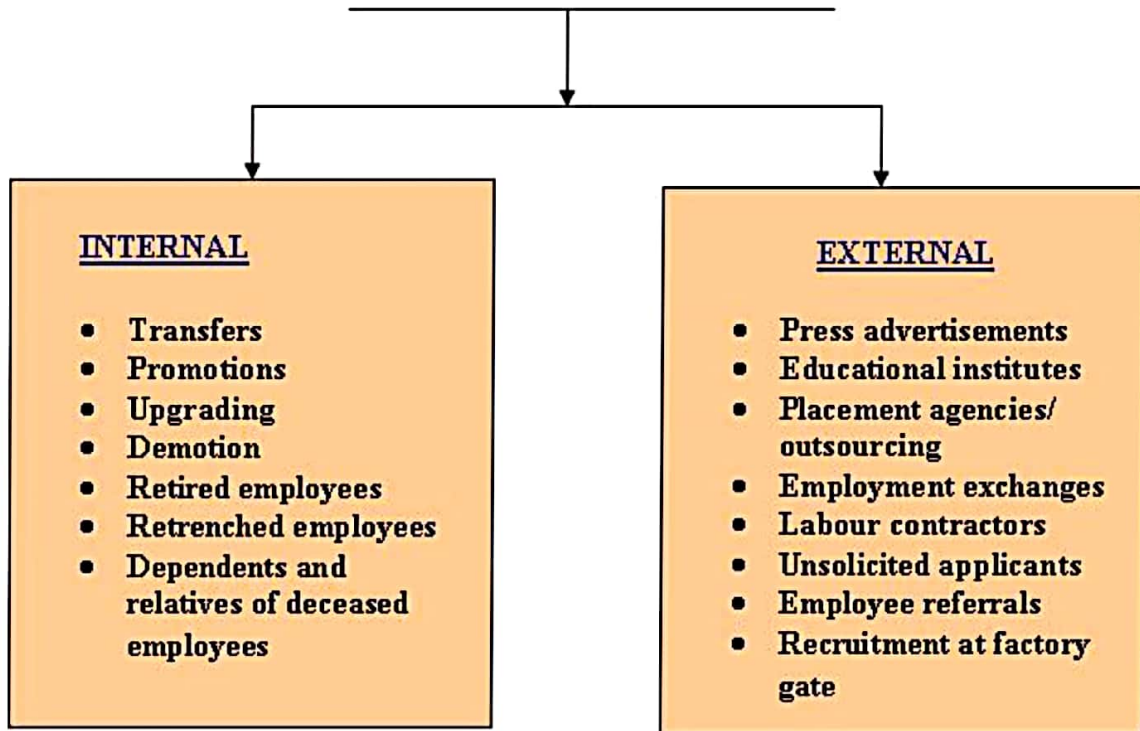 INTERNAL
• Transfers
• Promotions
• Upgrading
• Demotion
• Retired employees
• Retrenched employees
• Dependents and
relatives of deceased
employees
EXTERNAL
• Press advertisements
• Educational institutes
• Placement agencies/
outsourcing
• Employment exchanges
• Labour contractors
• Unsolicited applicants
• Employee referrals
• Recruitment at factory
gate